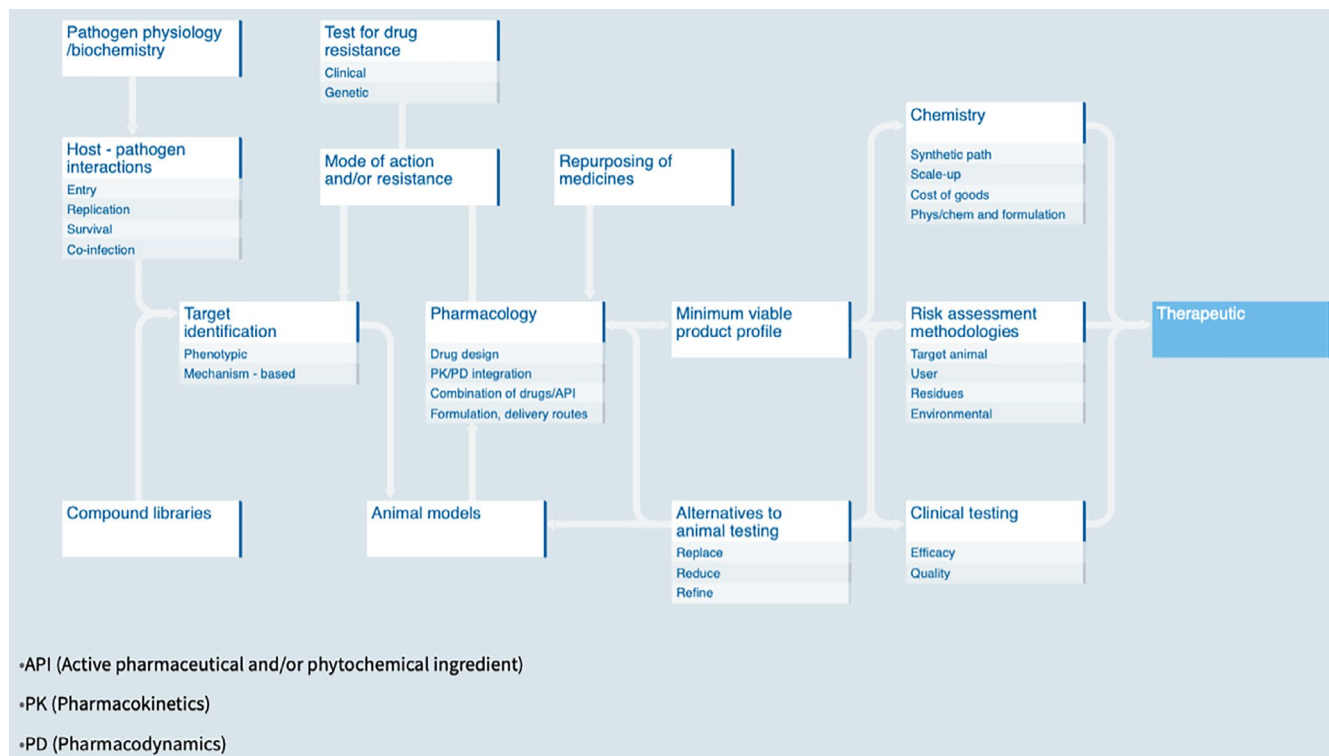 Pathogen physiology
/biochemistry
Test for drug
resistance
Clinical
Genetic
Chemistry
Synthetic path
Scale-up
Cost of goods
Phys/chem and formulation
Host - pathogen
interactions
Entry
Replication
Survival
Co-infection
Mode of action
and/or resistance
Repurposing of
medicines
Target
identification
Phenotypic
Mechanism - based
Pharmacology
Drug design
PK/PD integration
Combination of drugs/API
Formulation, delivery routes
Minimum viable
product profile
Risk assessment
methodologies
Target animal
User
Residues
Environmental
Therapeutic
Compound libraries
Animal models
Alternatives to
animal testing
Replace
Reduce
Refine
Clinical testing
Efficacy
Quality
•API (Active pharmaceutical and/or phytochemical ingredient)
•PK (Pharmacokinetics)
•PD (Pharmacodynamics)